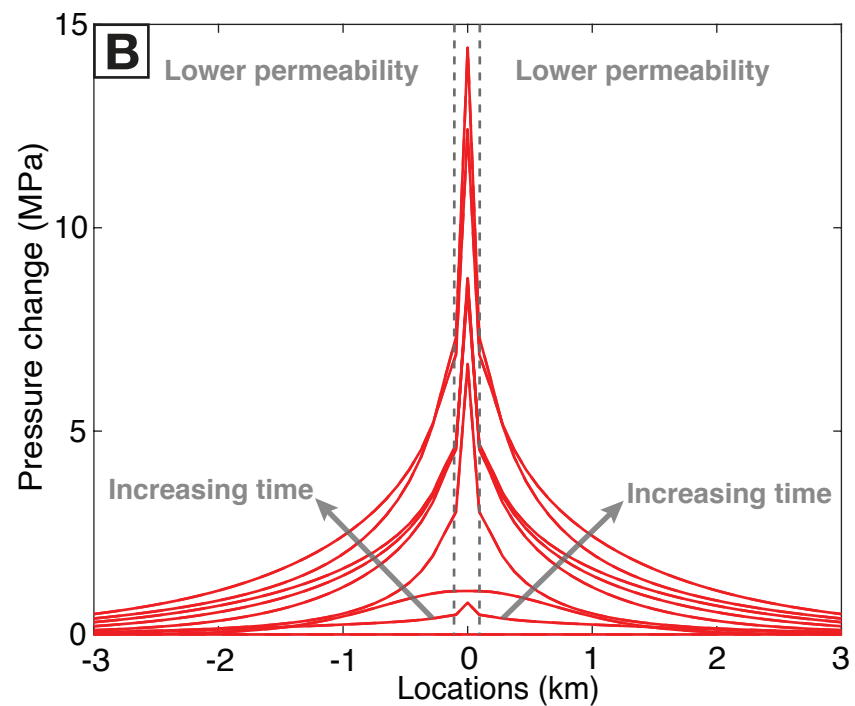 B
Lower permeability
Lower permeability
Increasing time
Increasing time
Pressure change (MPa)
15
10
5
0
-3
-2
-1
0
1
2
3
Locations (km)